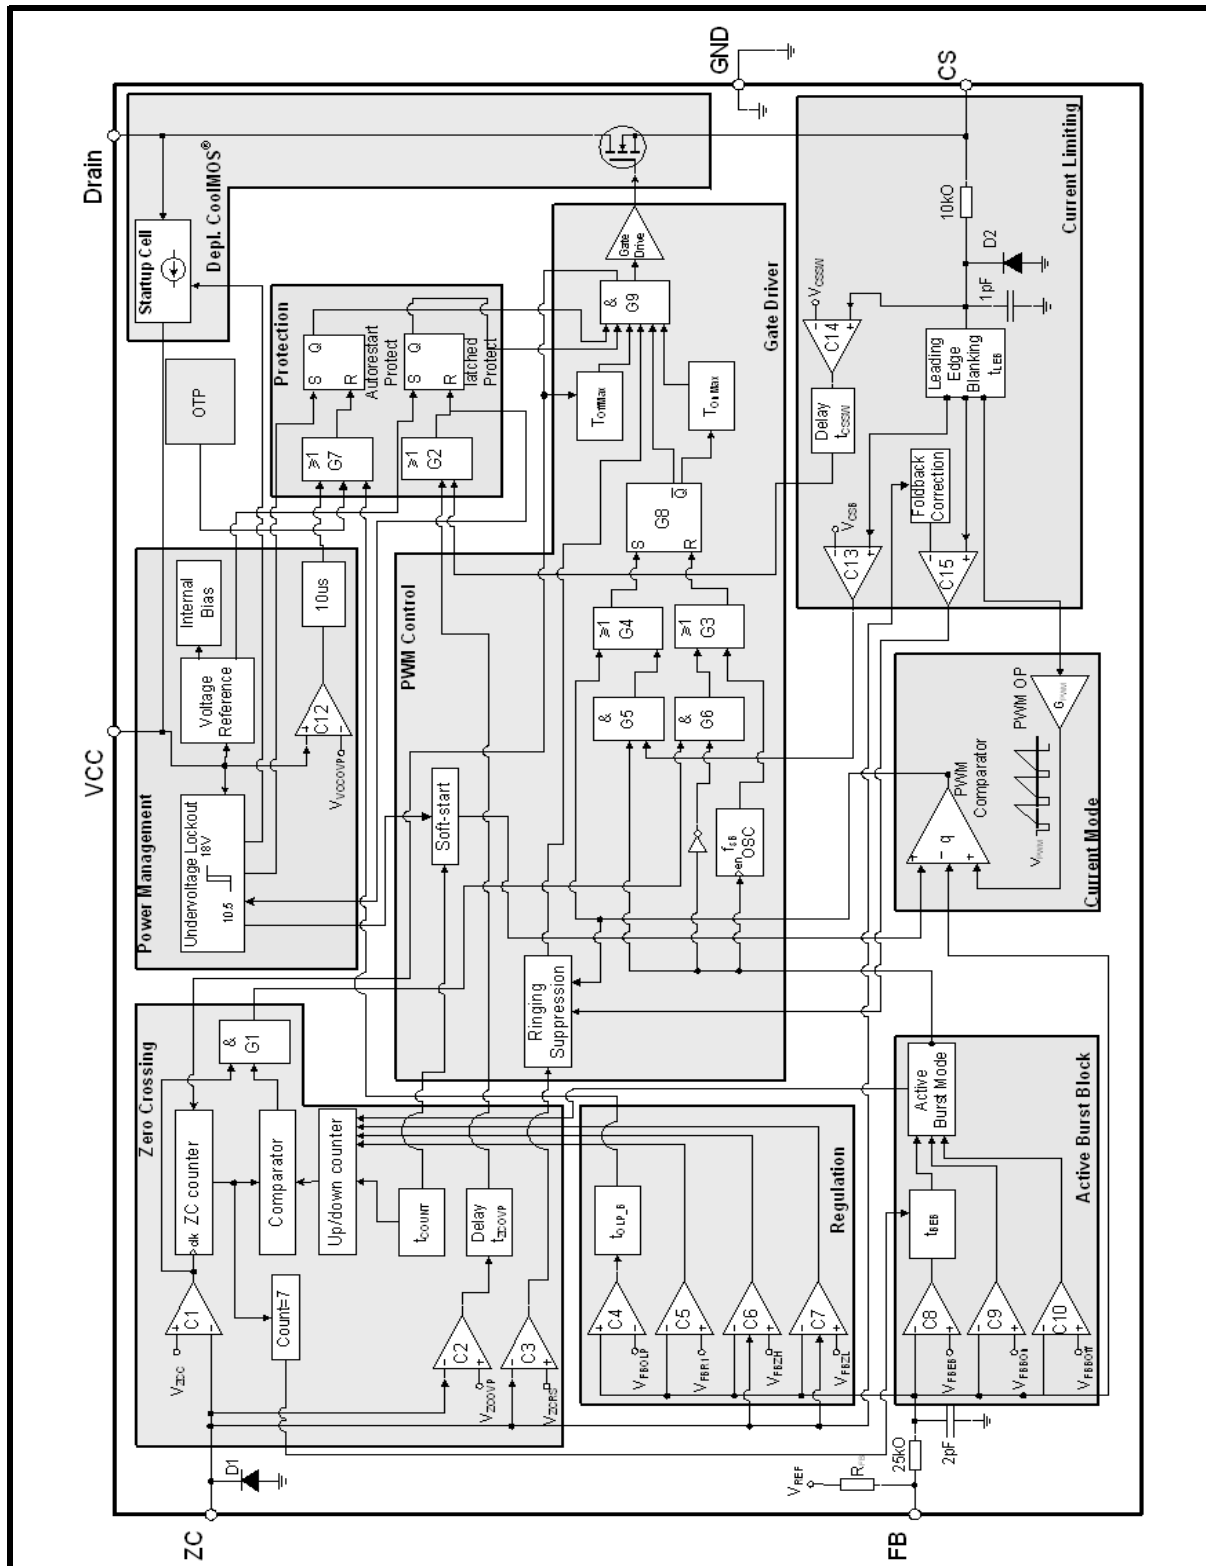 Drain
VCC
ZC
GND
CS
FB
Depl. CoolMOS®
Startup Cell
OTP
Power Management
Undervoltage Lockout
18V
10.5
Voltage
Reference
Internal
Bias
C12
VVCCOVP
10us
Protection
≥1
G7
S
Q
R
Autorestart
Protect
≥1
G2
S
Q
R
latched
Protect
Zero Crossing
C1
VZCC
clk ZC counter
Comparator
Up/down counter
&
G1
Count=7
tCOUNT
Delay
tZCOVP
C2
VZCOVP
C3
VZCRS
D1
PWM Control
Soft-start
Ringing
Suppression
fSB
OSC
en
&
G5
&
G6
≥1
G4
≥1
G3
S
R
Q
G8
TOffMax
TOnMax
&
G9
Gate
Drive
Gate Driver
Regulation
tOLP_B
C4
VFBOLP
C5
VFBR1
C6
VFBZH
C7
VFBZL
Active Burst Block
Active
Burst Mode
tBEB
C8
VFBEB
C9
VFBBOn
C10
VFBBOff
VREF
RFB
25kΩ
2pF
Current Mode
PWM
Comparator
q
VPWM
PWM OP
GPWM
Current Limiting
C13
VCSB
C14
VCSSW
Delay
tCSSW
C15
Foldback
Correction
Leading
Edge
Blanking
tLEB
1pF
D2
10kΩ